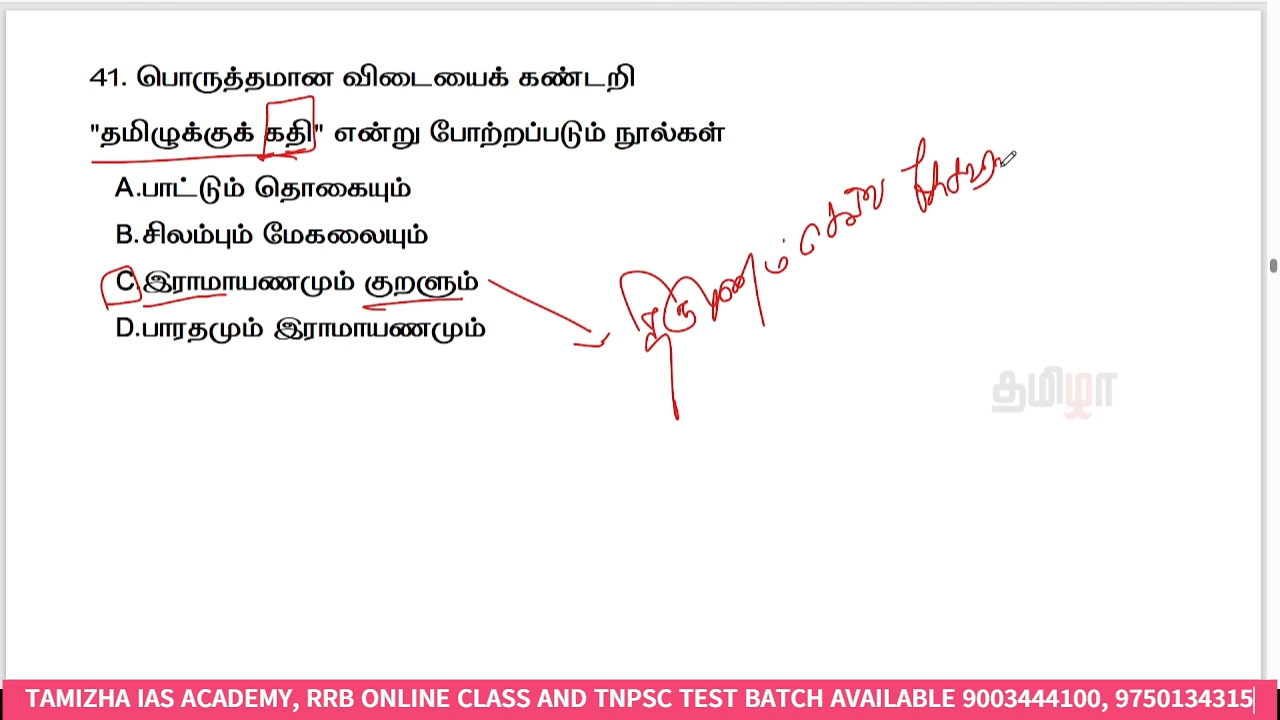 41. பொருத்தமான விடையைக் கண்டறி
"தமிழுக்குக் கதி" என்று போற்றப்படும் நூல்கள்
A.பாட்டும் தொகையும்
B.சிலம்பும் மேகலையும்
C.இராமாயணமும் குறளும்
D.பாரதமும் இராமாயணமும்
தமிழா
TAMIZHA IAS ACADEMY, RRB ONLINE CLASS AND TNPSC TEST BATCH AVAILABLE 9003444100, 9750134315